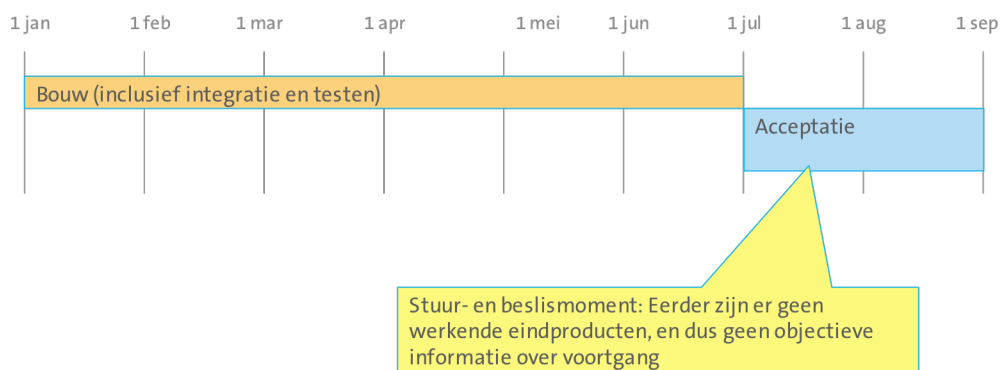 1 jan 1 feb 1 mar 1 apr 1 mei 1 jun 1 jul 1 aug 1 sep
Bouw (inclusief integratie en testen)
Acceptatie
Stuur- en beslismoment: Eerder zijn er geen
werkende eindproducten, en dus geen objectieve
informatie over voortgang